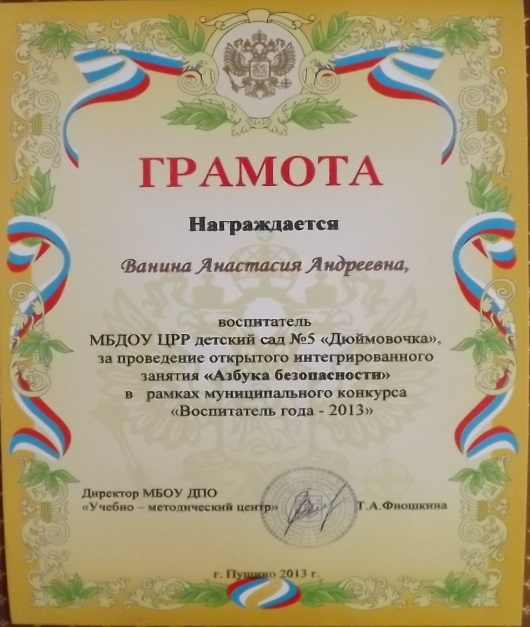 ГРАМОТА
Награждается
Ванина Анастасия Андреевна,
воспитатель
МБДОУ ЦРР детский сад №5 «Дюймовочка»,
за проведение открытого интегрированного
занятия «Азбука безопасности»
в рамках муниципального конкурса
«Воспитатель года - 2013»
Директор МБОУ ДПО
«Учебно – методический центр» Т.А.Фиошкина
г. Пущино 2013 г.